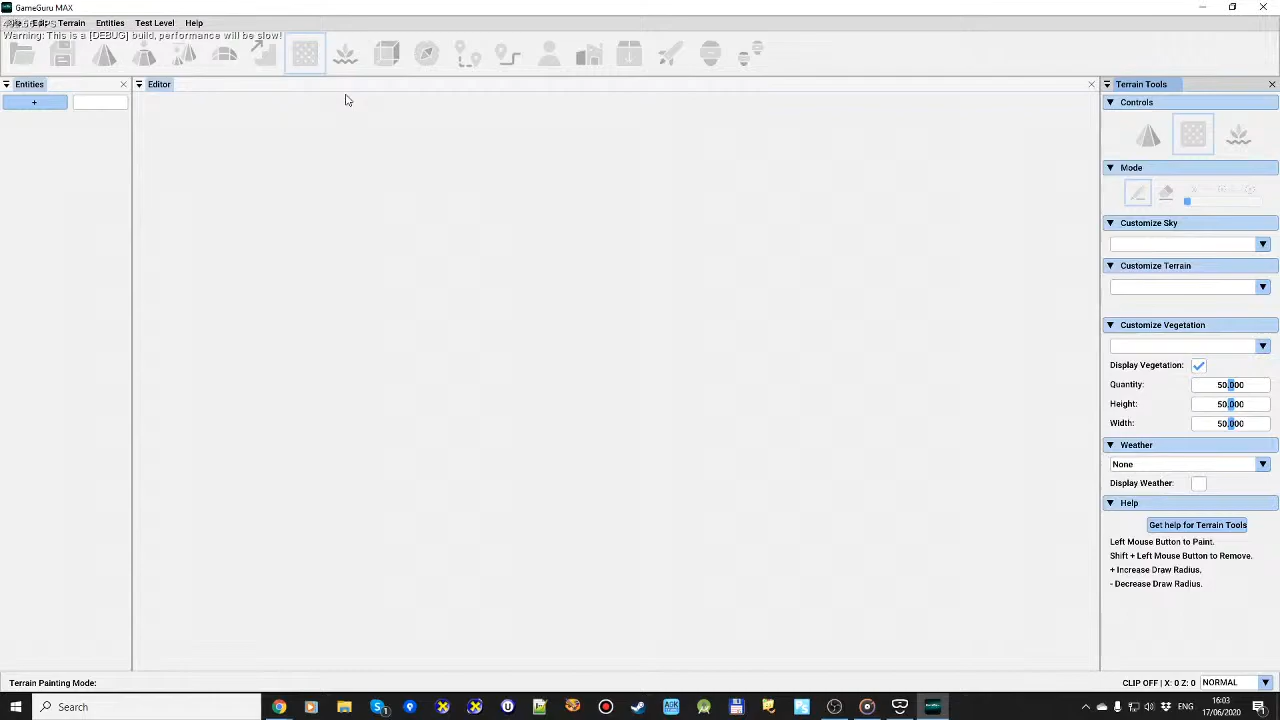 GameGuru MAX
File Edit Terrain Entities Test Level Help
Warning: This is a [DEBUG] build, performance will be slow!
Entities
Editor
Terrain Tools
+
Controls
Mode
Customize Sky
Customize Terrain
Customize Vegetation
Display Vegetation:
Quantity: 50.000
Height: 50.000
Width: 50.000
Weather
None
Display Weather:
Help
Get help for Terrain Tools
Left Mouse Button to Paint.
Shift + Left Mouse Button to Remove.
+ Increase Draw Radius.
- Decrease Draw Radius.
Terrain Painting Mode:
CLIP OFF | X: 0 Z: 0 NORMAL
Search
ENG
16:03
17/06/2020